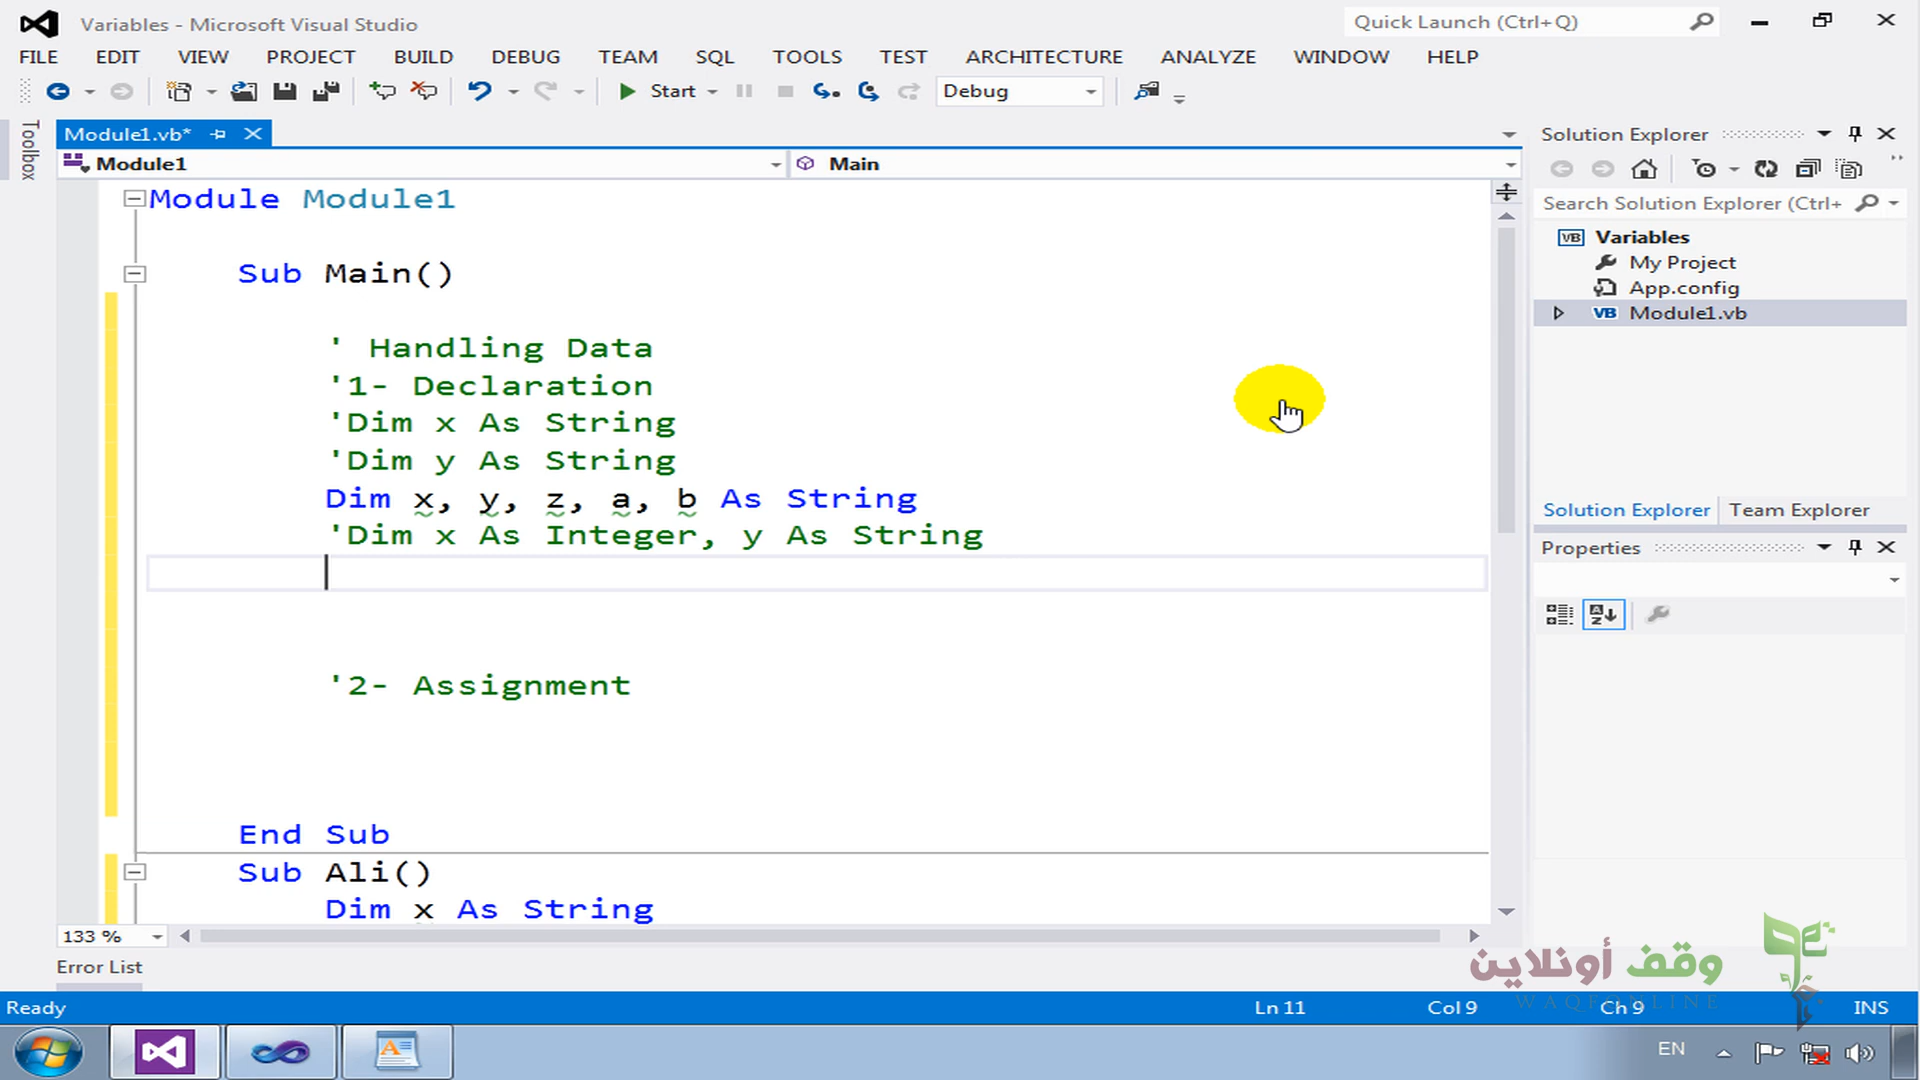 Variables - Microsoft Visual Studio
Quick Launch (Ctrl+Q)
FILE EDIT VIEW PROJECT BUILD DEBUG TEAM SQL TOOLS TEST ARCHITECTURE ANALYZE WINDOW HELP
Start Debug
Toolbox
Module1.vb*
Module1 Main
Module Module1
Sub Main()
' Handling Data
'1- Declaration
'Dim x As String
'Dim y As String
Dim x, y, z, a, b As String
'Dim x As Integer, y As String
'2- Assignment
End Sub
Sub Ali()
Dim x As String
133 %
Error List
Solution Explorer
Search Solution Explorer (Ctrl+
VB Variables
My Project
App.config
VB Module1.vb
Solution Explorer Team Explorer
Properties
وقف أونلاين
WAQFONLINE
Ready Ln 11 Col 9 Ch 9 INS
EN